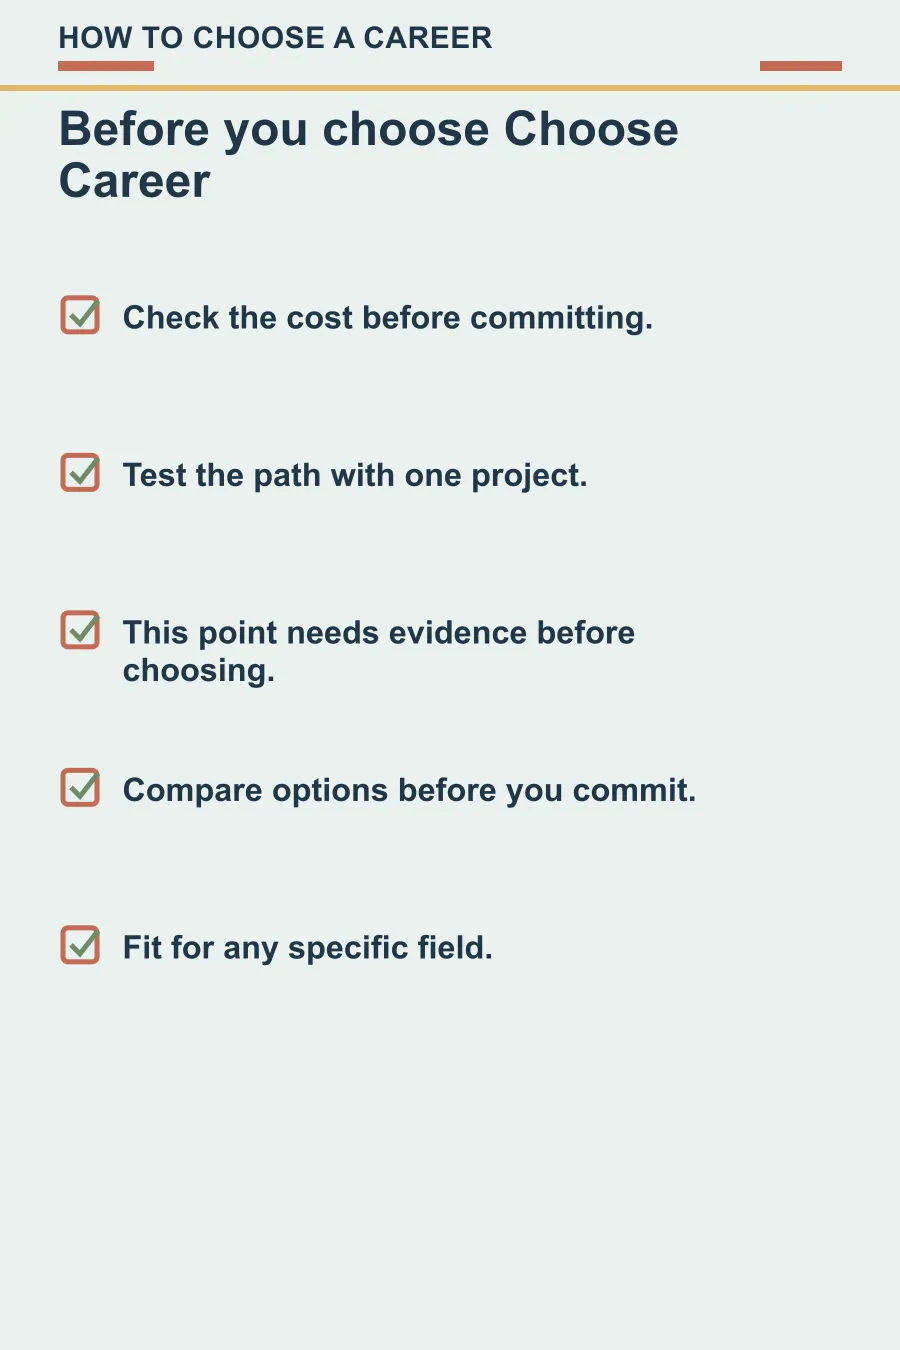 HOW TO CHOOSE A CAREER
Before you choose Choose
Career
Check the cost before committing.
Test the path with one project.
This point needs evidence before
choosing.
Compare options before you commit.
Fit for any specific field.